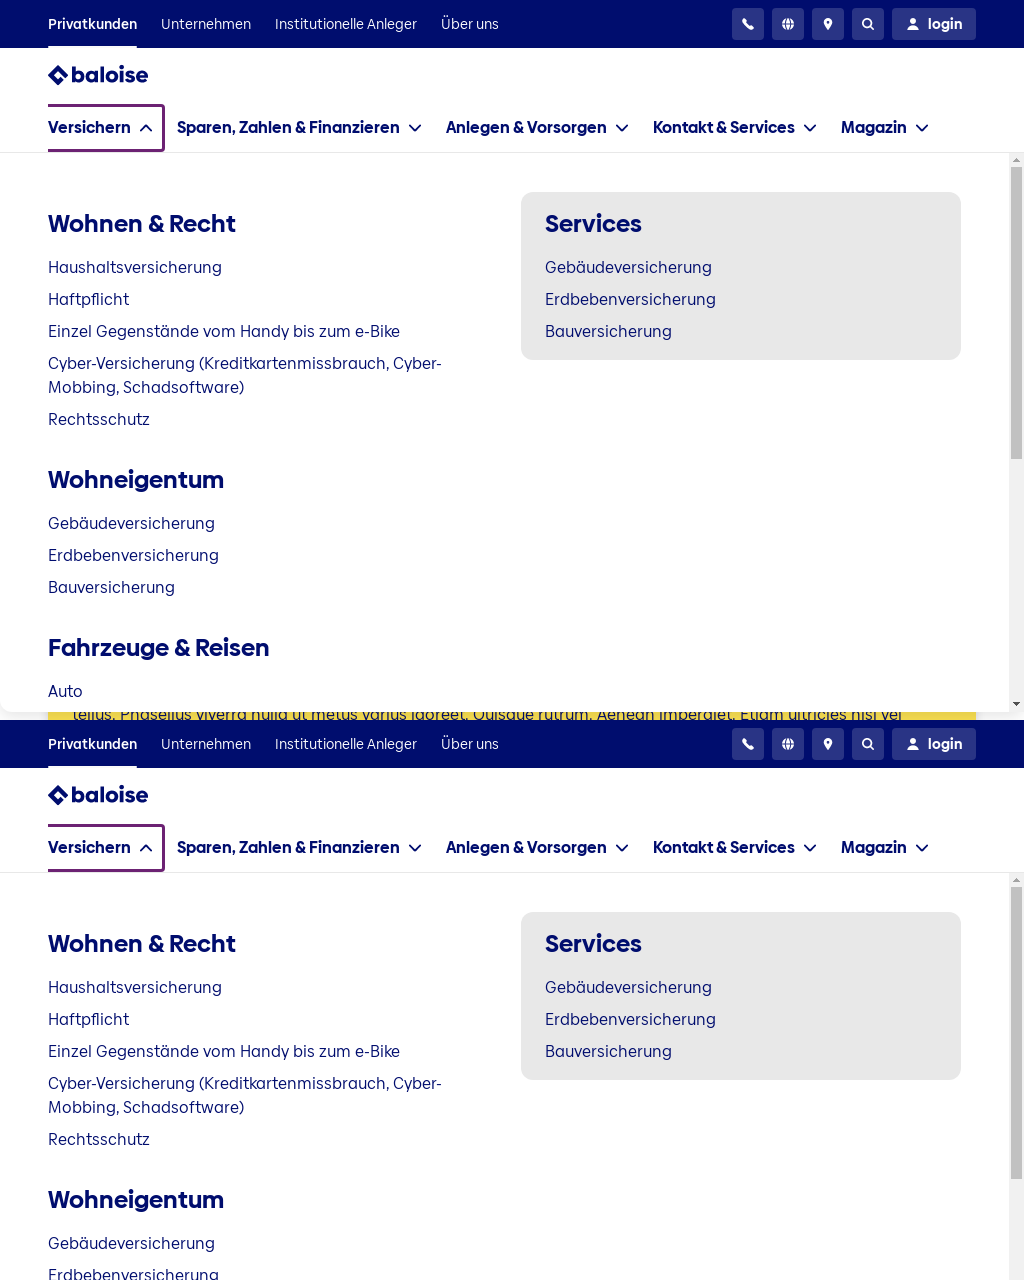 Privatkunden Unternehmen Institutionelle Anleger Über uns login
baloise
Versichern Sparen, Zahlen & Finanzieren Anlegen & Vorsorgen Kontakt & Services Magazin
Wohnen & Recht
Haushaltsversicherung
Haftpflicht
Einzel Gegenstände vom Handy bis zum e-Bike
Cyber-Versicherung (Kreditkartenmissbrauch, Cyber-
Mobbing, Schadsoftware)
Rechtsschutz
Services
Gebäudeversicherung
Erdbebenversicherung
Bauversicherung
Wohneigentum
Gebäudeversicherung
Erdbebenversicherung
Bauversicherung
Fahrzeuge & Reisen
Auto
tellus. Phasellus viverra nulla ut metus varius laoreet. Quisque rutrum. Aenean imperdiet. Etiam ultricies nisi vel
Privatkunden Unternehmen Institutionelle Anleger Über uns login
baloise
Versichern Sparen, Zahlen & Finanzieren Anlegen & Vorsorgen Kontakt & Services Magazin
Wohnen & Recht
Haushaltsversicherung
Haftpflicht
Einzel Gegenstände vom Handy bis zum e-Bike
Cyber-Versicherung (Kreditkartenmissbrauch, Cyber-
Mobbing, Schadsoftware)
Rechtsschutz
Services
Gebäudeversicherung
Erdbebenversicherung
Bauversicherung
Wohneigentum
Gebäudeversicherung
Erdbebenversicherung